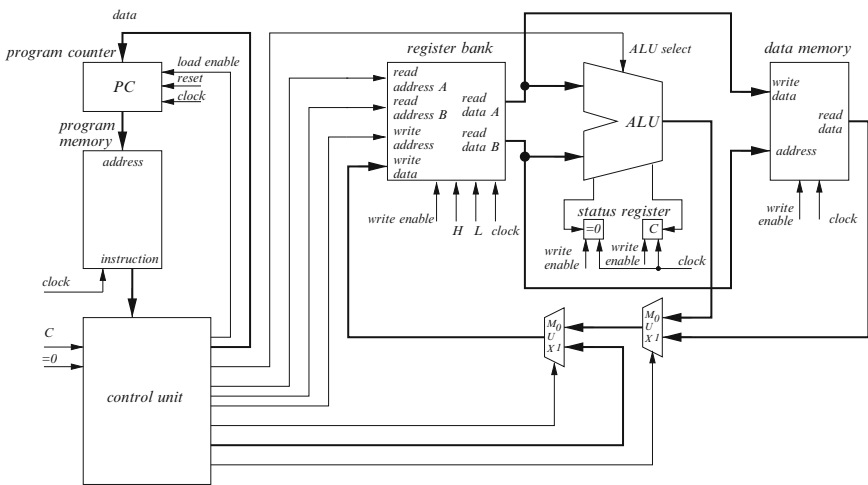 data
program counter
PC
load enable
reset
clock
program
memory
address
instruction
clock
C
=0
control unit
register bank
read
address A
read
address B
write
address
write
data
read
data A
read
data B
write enable
H
L
clock
ALU select
ALU
status register
=0
C
write
enable
write
enable
clock
data memory
write
data
read
data
address
write
enable
clock
M 0
U
X 1
M 0
U
X 1